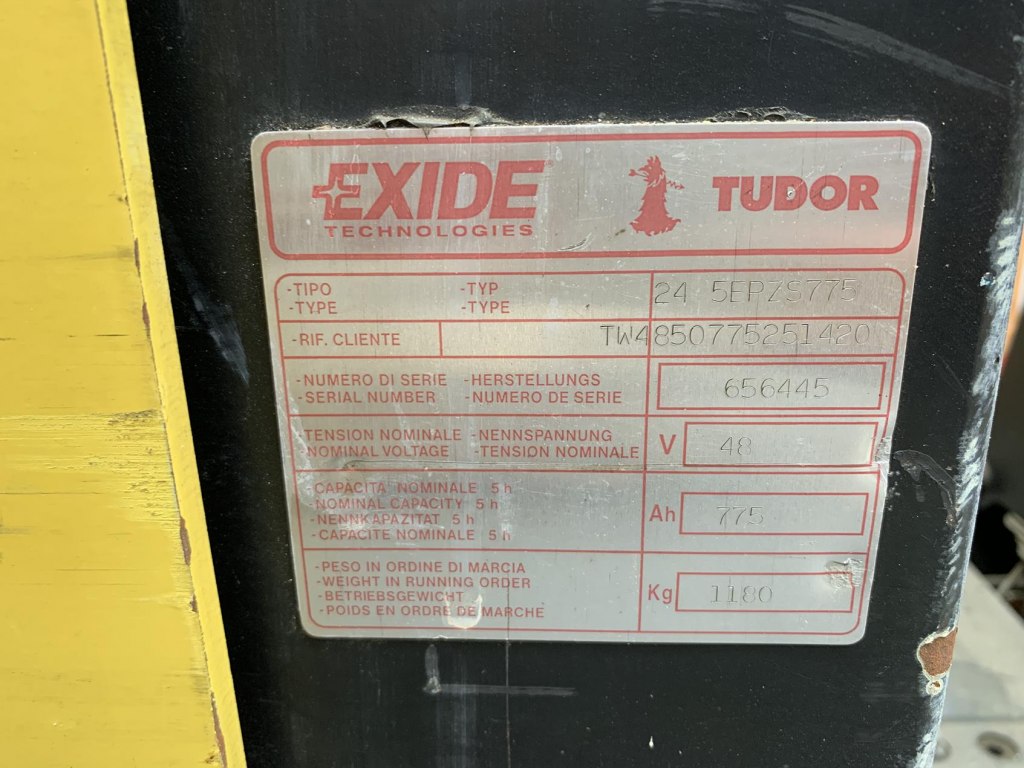 EXIDE
TECHNOLOGIES
TUDOR
-TIPO -TYP 24 5EPZS775
-TYPE -TYPE
-RIF. CLIENTE TW4850775251420
-NUMERO DI SERIE -HERSTELLUNGS 656445
-SERIAL NUMBER -NUMERO DE SERIE
-TENSION NOMINALE -NENNSPANNUNG V 48
-NOMINAL VOLTAGE -TENSION NOMINALE
-CAPACITA NOMINALE 5 h
-NOMINAL CAPACITY 5 h Ah 775
-NENNKAPAZITAT 5 h
-CAPACITE NOMINALE 5 h
-PESO IN ORDINE DI MARCIA
-WEIGHT IN RUNNING ORDER Kg 1180
-BETRIEBSGEWICHT
-POIDS EN ORDRE DE MARCHE